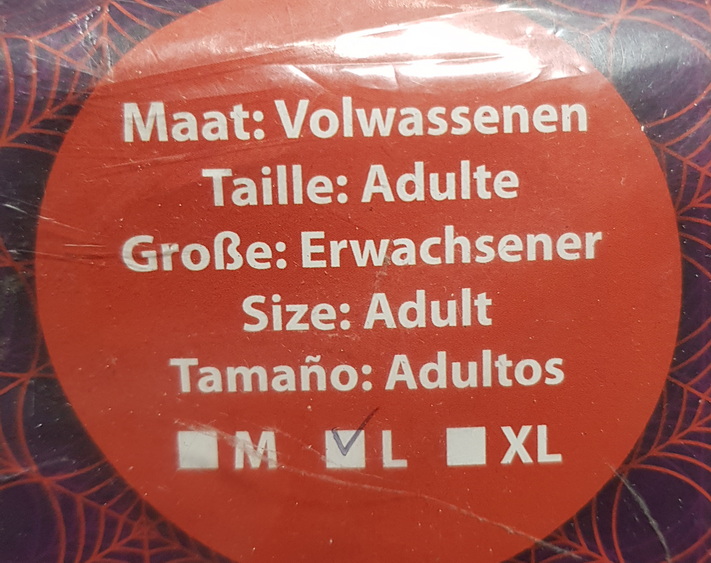 Maat: Volwassenen
Taille: Adulte
Große: Erwachsener
Size: Adult
Tamaño: Adultos
M L XL